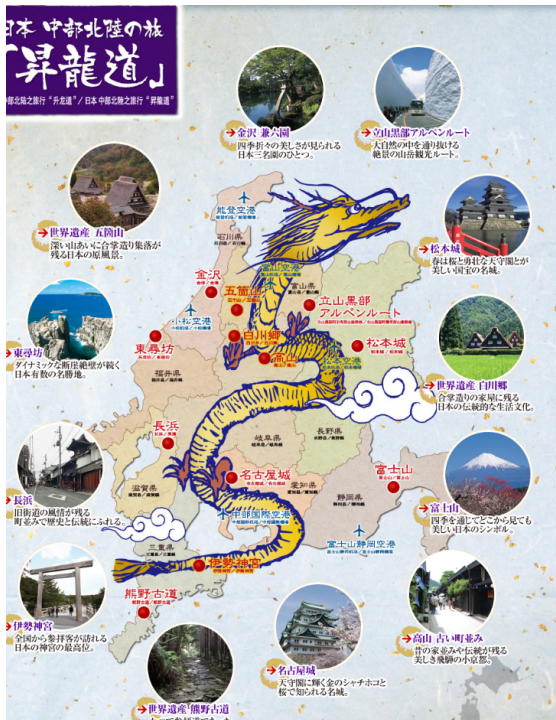 日本 中部北陸の旅
「昇龍道」
中部北陸之旅行 "升龙道" / 日本 中部北陸之旅行 "昇龍道"
金沢 兼六園
四季折々の美しさが見られる
日本三名園のひとつ。
立山黒部アルペンルート
大自然の中を通り抜ける
絶景の山岳観光ルート。
世界遺産 五箇山
深い山あいに合掌造り集落が
残る日本の原風景。
松本城
春は桜と勇壮な天守閣とが
美しい国宝の名城。
東尋坊
ダイナミックな断崖絶壁が続く
日本有数の名勝地。
世界遺産 白川郷
合掌造りの家屋に残る
日本の伝統的な生活文化。
長浜
旧街道の風情が残る
町並みで歴史と伝統にふれる。
富士山
四季を通じてどこから見ても
美しい日本のシンボル。
伊勢神宮
全国から参拝客が訪れる
日本の神宮の最高位。
高山 古い町並み
昔の家並みや伝統が残る
美しき飛騨の小京都。
名古屋城
天守閣に輝く金のシャチホコと
桜で知られる名城。
世界遺産 熊野古道
能登空港
石川県
金沢
富山空港
富山県
五箇山
立山黒部
アルペンルート
小松空港
白川郷
東尋坊
高山
松本空港
松本城
福井県
長浜
岐阜県
長野県
滋賀県
名古屋城
愛知県
富士山
静岡県
中部国際空港
富士山静岡空港
三重県
伊勢神宮
熊野古道